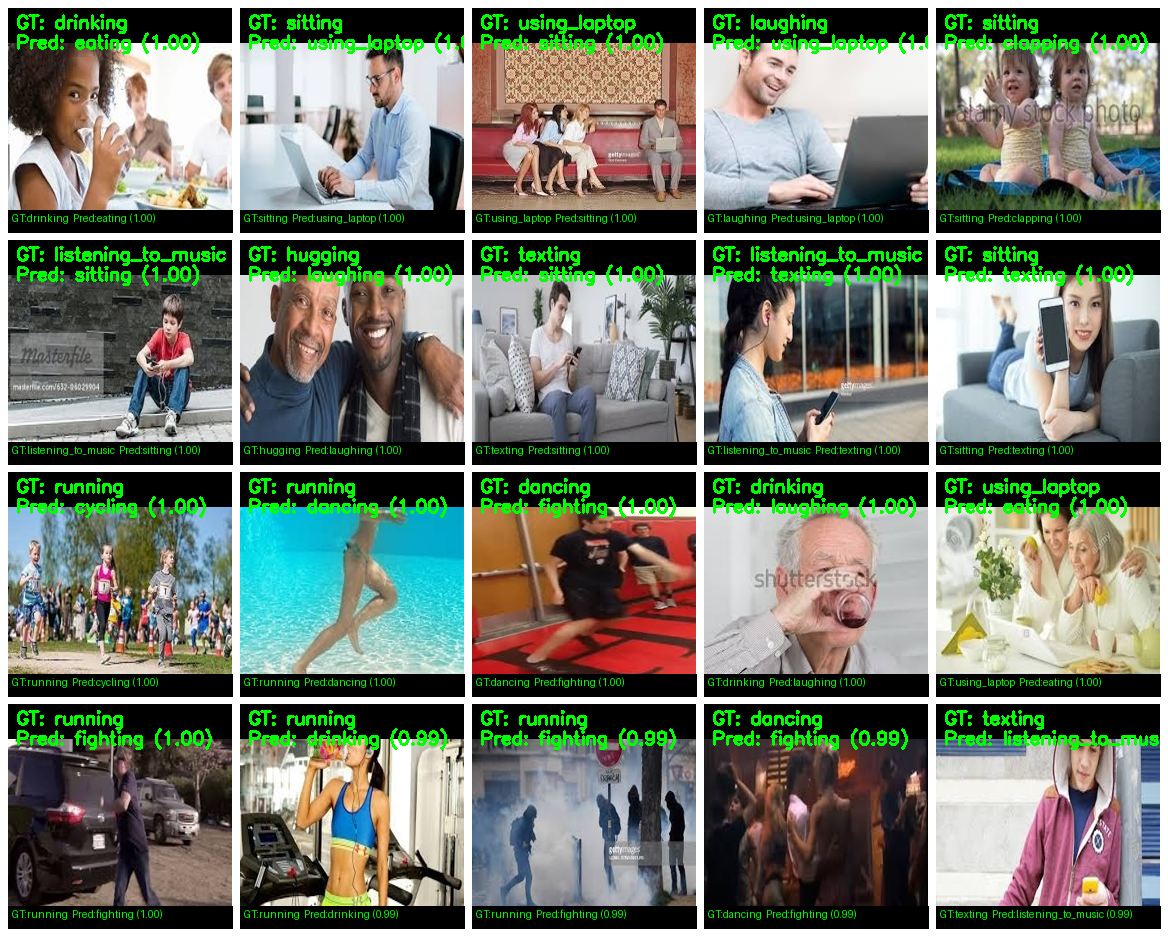 GT: drinking
Pred: eating (1.00)
GT:drinking Pred:eating (1.00)
GT: sitting
Pred: using_laptop (1.0
GT:sitting Pred:using_laptop (1.00)
GT: using_laptop
Pred: sitting (1.00)
gettyimages
GT:using_laptop Pred:sitting (1.00)
GT: laughing
Pred: using_laptop (1.0
GT:laughing Pred:using_laptop (1.00)
GT: sitting
Pred: clapping (1.00)
alamy stock photo
GT:sitting Pred:clapping (1.00)
GT: listening_to_music
Pred: sitting (1.00)
Masterfile
masterfile.com/632-06029904
GT:listening_to_music Pred:sitting (1.00)
GT: hugging
Pred: laughing (1.00)
GT:hugging Pred:laughing (1.00)
GT: texting
Pred: sitting (1.00)
GT:texting Pred:sitting (1.00)
GT: listening_to_music
Pred: texting (1.00)
gettyimages
GT:listening_to_music Pred:texting (1.00)
GT: sitting
Pred: texting (1.00)
GT:sitting Pred:texting (1.00)
GT: running
Pred: cycling (1.00)
GT:running Pred:cycling (1.00)
GT: running
Pred: dancing (1.00)
GT:running Pred:dancing (1.00)
GT: dancing
Pred: fighting (1.00)
GT:dancing Pred:fighting (1.00)
GT: drinking
Pred: laughing (1.00)
shutterstock
GT:drinking Pred:laughing (1.00)
GT: using_laptop
Pred: eating (1.00)
GT:using_laptop Pred:eating (1.00)
GT: running
Pred: fighting (1.00)
GT:running Pred:fighting (1.00)
GT: running
Pred: drinking (0.99)
GT:running Pred:drinking (0.99)
GT: running
Pred: fighting (0.99)
gettyimages
GT:running Pred:fighting (0.99)
GT: dancing
Pred: fighting (0.99)
GT:dancing Pred:fighting (0.99)
GT: texting
Pred: listening_to_mus
GT:texting Pred:listening_to_music (0.99)